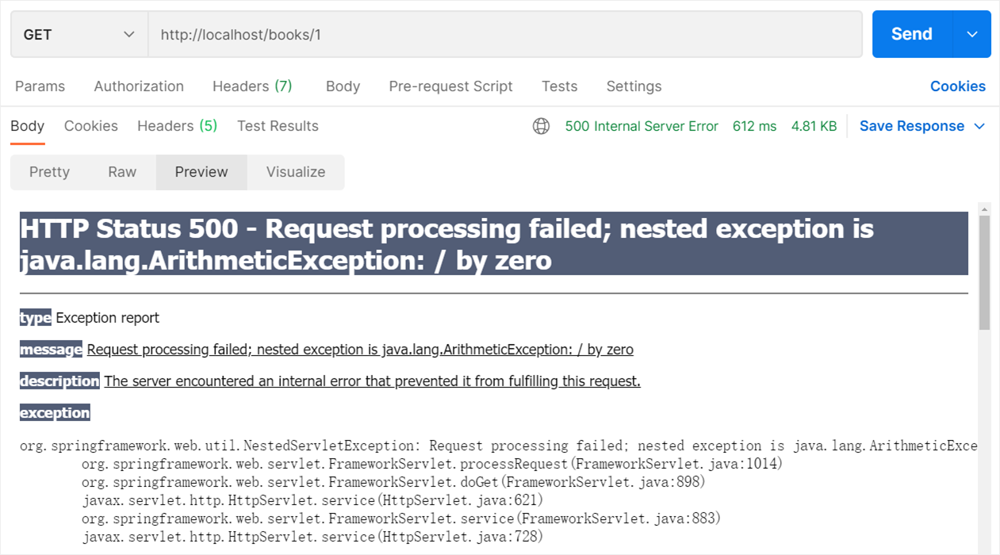 GET http://localhost/books/1 Send
Params Authorization Headers (7) Body Pre-request Script Tests Settings Cookies
Body Cookies Headers (5) Test Results 500 Internal Server Error 612 ms 4.81 KB Save Response
Pretty Raw Preview Visualize
HTTP Status 500 - Request processing failed; nested exception is
java.lang.ArithmeticException: / by zero
type Exception report
message Request processing failed; nested exception is java.lang.ArithmeticException: / by zero
description The server encountered an internal error that prevented it from fulfilling this request.
exception
org.springframework.web.util.NestedServletException: Request processing failed; nested exception is java.lang.ArithmeticExce
org.springframework.web.servlet.FrameworkServlet.processRequest(FrameworkServlet.java:1014)
org.springframework.web.servlet.FrameworkServlet.doGet(FrameworkServlet.java:898)
javax.servlet.http.HttpServlet.service(HttpServlet.java:621)
org.springframework.web.servlet.FrameworkServlet.service(FrameworkServlet.java:883)
javax.servlet.http.HttpServlet.service(HttpServlet.java:728)